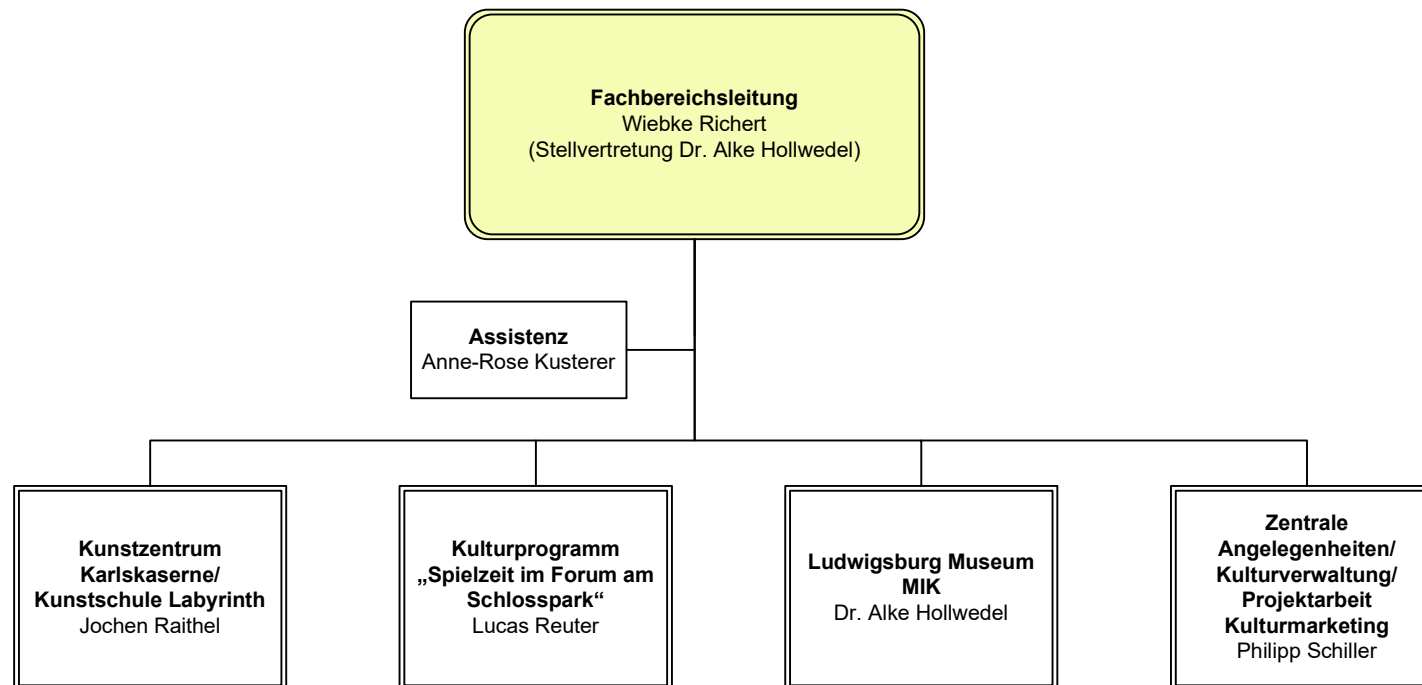 Fachbereichsleitung
Wiebke Richert
(Stellvertretung Dr. Alke Hollwedel)
Assistenz
Anne-Rose Kusterer
Kunstzentrum
Karlskaserne/
Kunstschule Labyrinth
Jochen Raithel
Kulturprogramm
„Spielzeit im Forum am
Schlosspark“
Lucas Reuter
Ludwigsburg Museum
MIK
Dr. Alke Hollwedel
Zentrale
Angelegenheiten/
Kulturverwaltung/
Projektarbeit
Kulturmarketing
Philipp Schiller